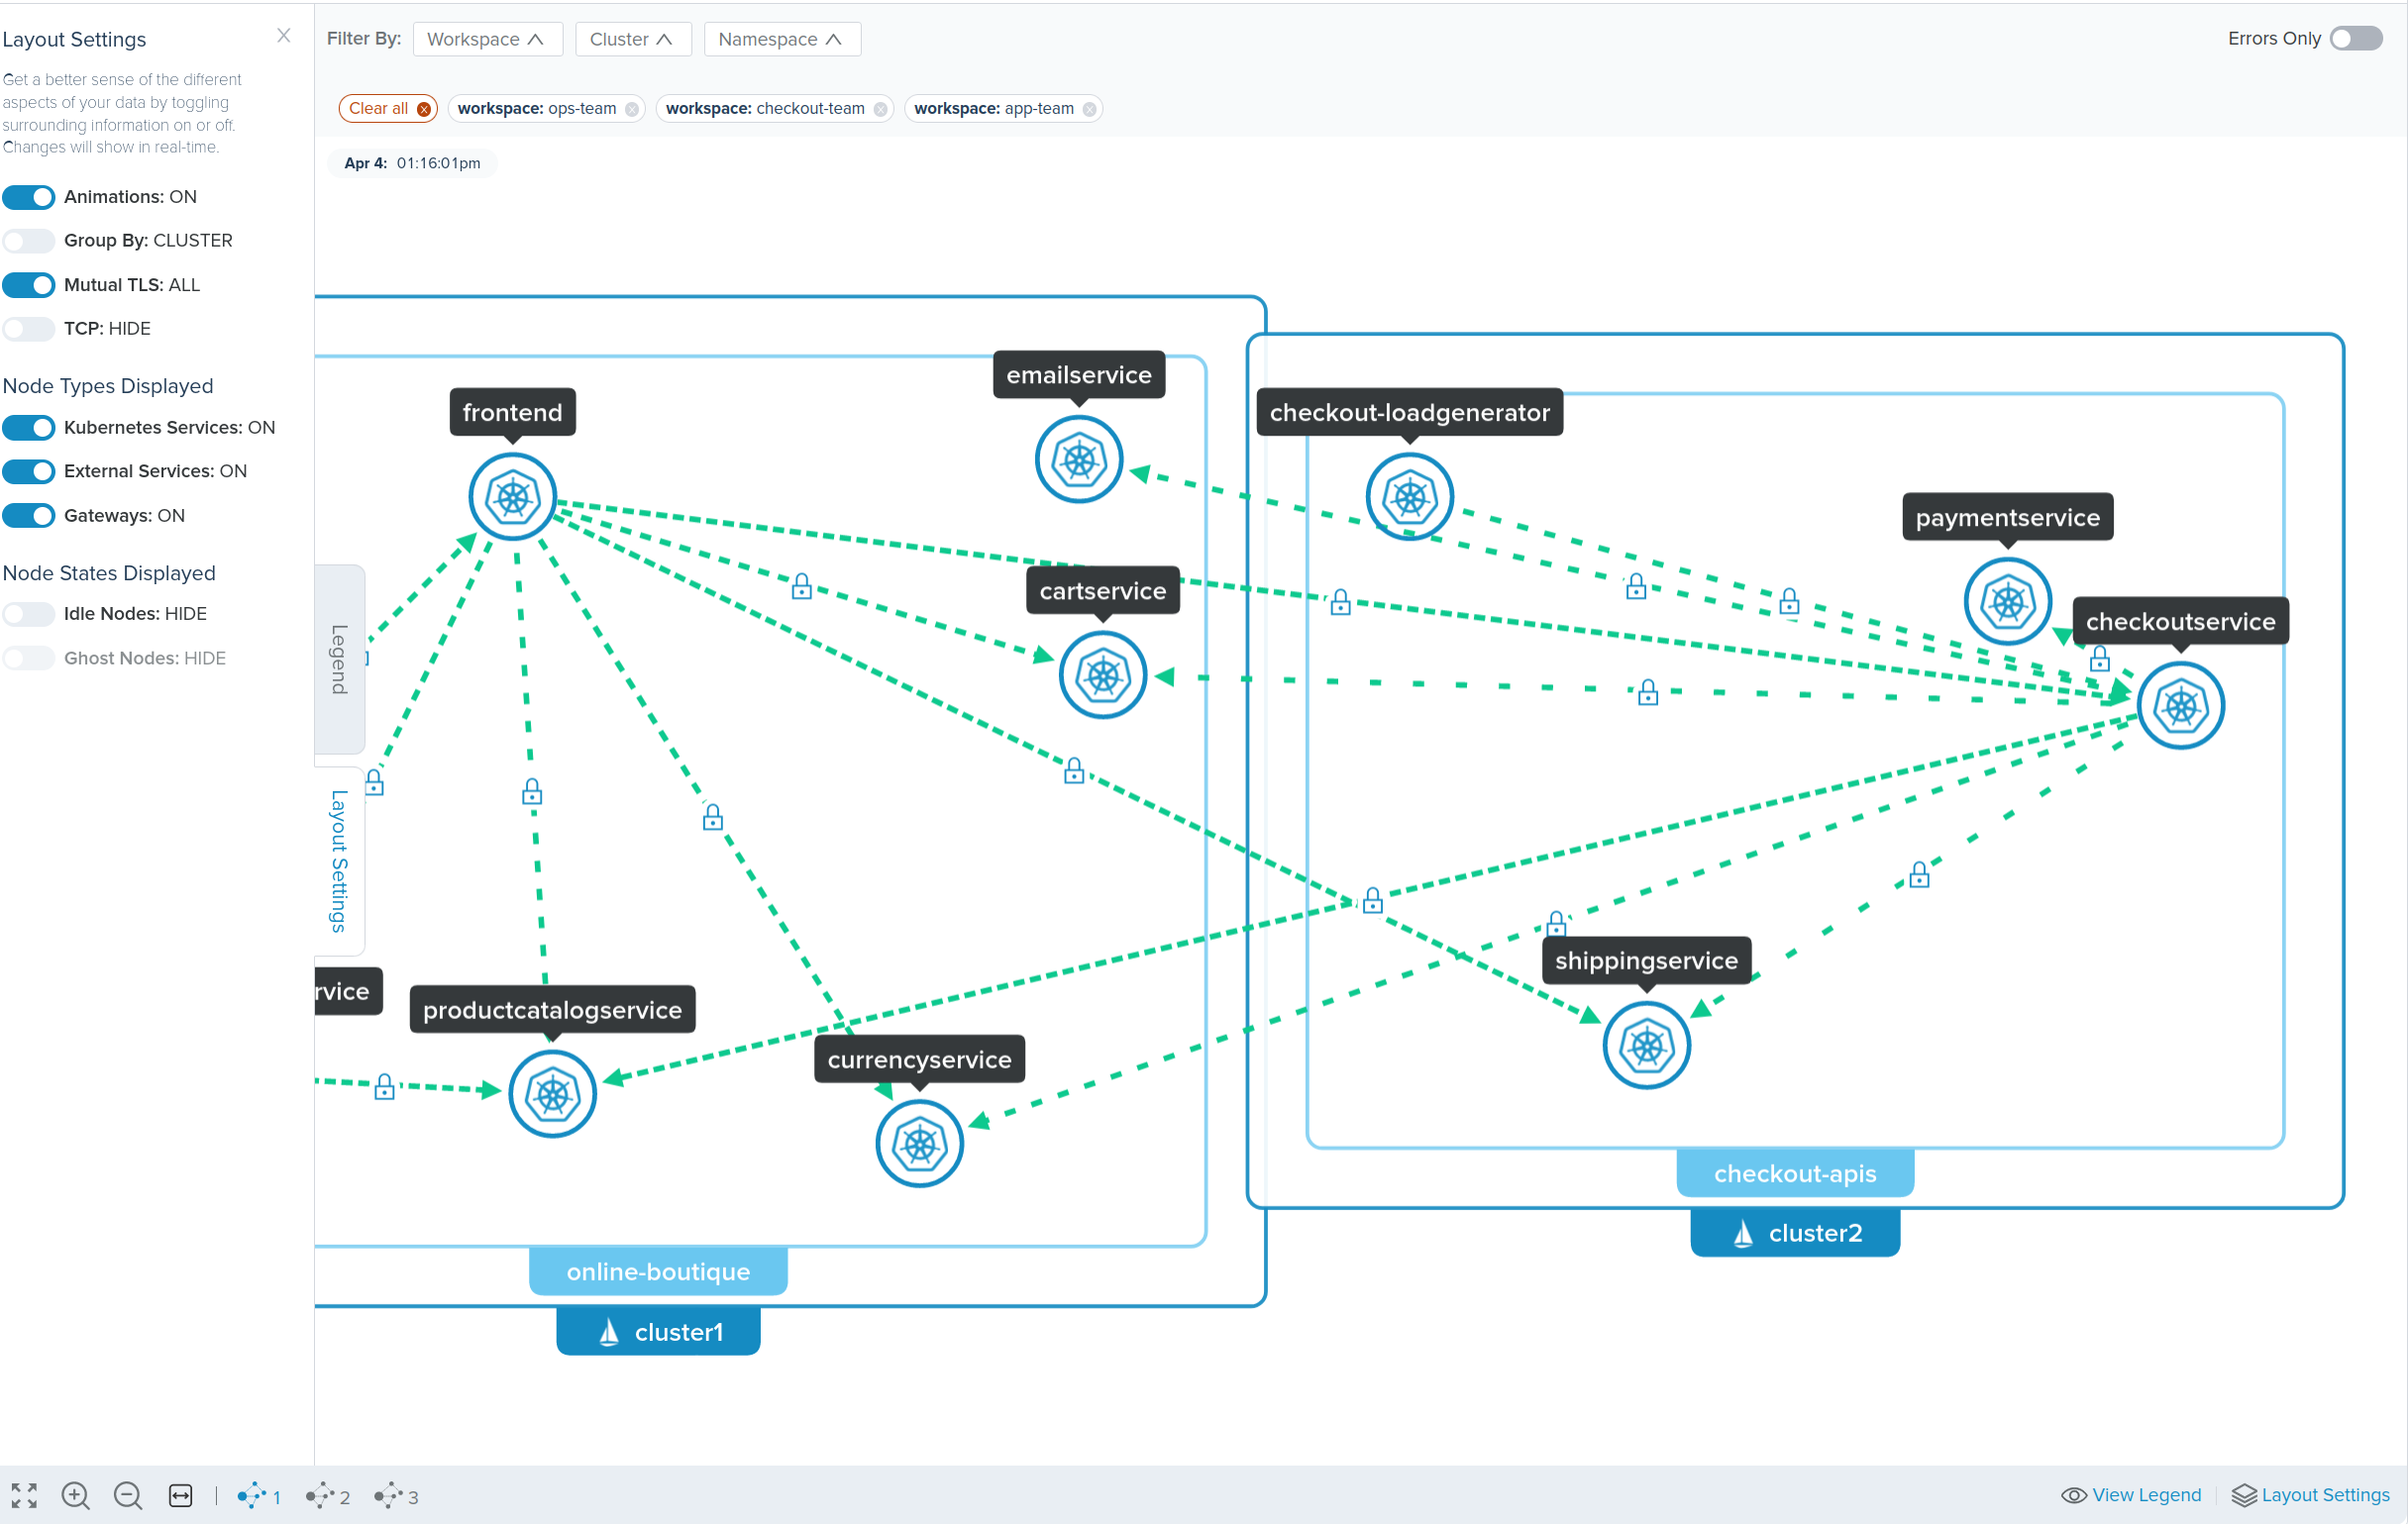 Layout Settings
Get a better sense of the different
aspects of your data by toggling
surrounding information on or off.
Changes will show in real-time.
Animations: ON
Group By: CLUSTER
Mutual TLS: ALL
TCP: HIDE
Node Types Displayed
Kubernetes Services: ON
External Services: ON
Gateways: ON
Node States Displayed
Idle Nodes: HIDE
Ghost Nodes: HIDE
Legend
Layout Settings
Filter By:
Workspace
Cluster
Namespace
Errors Only
Clear all
workspace: ops-team
workspace: checkout-team
workspace: app-team
Apr 4: 01:16:01pm
frontend
emailservice
checkout-loadgenerator
paymentservice
cartservice
checkoutservice
shippingservice
rvice
productcatalogservice
currencyservice
checkout-apis
cluster2
online-boutique
cluster1
1
2
3
View Legend
Layout Settings